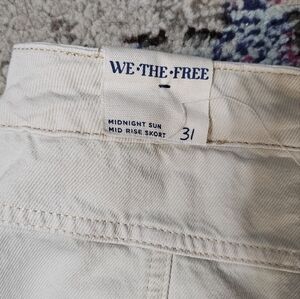 WE•THE•FREE
MIDNIGHT SUN
MID RISE SKORT 31